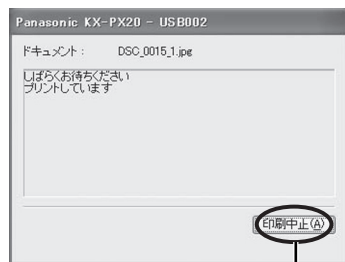 Panasonic KX-PX20 - USB002
ドキュメント： DSC_0015_1.jpg
しばらくお待ちください
プリントしています
印刷中止(A)